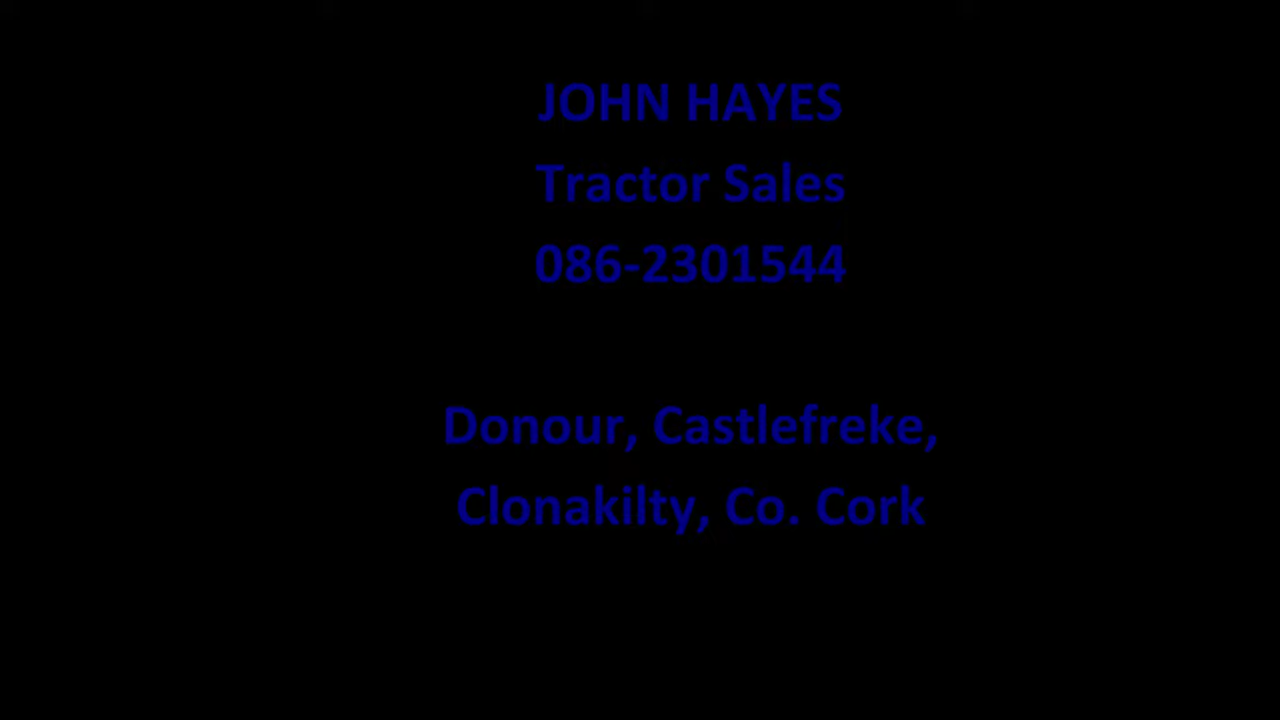 JOHN HAYES
Tractor Sales
086-2301544
Donour, Castlefreke,
Clonakilty, Co. Cork